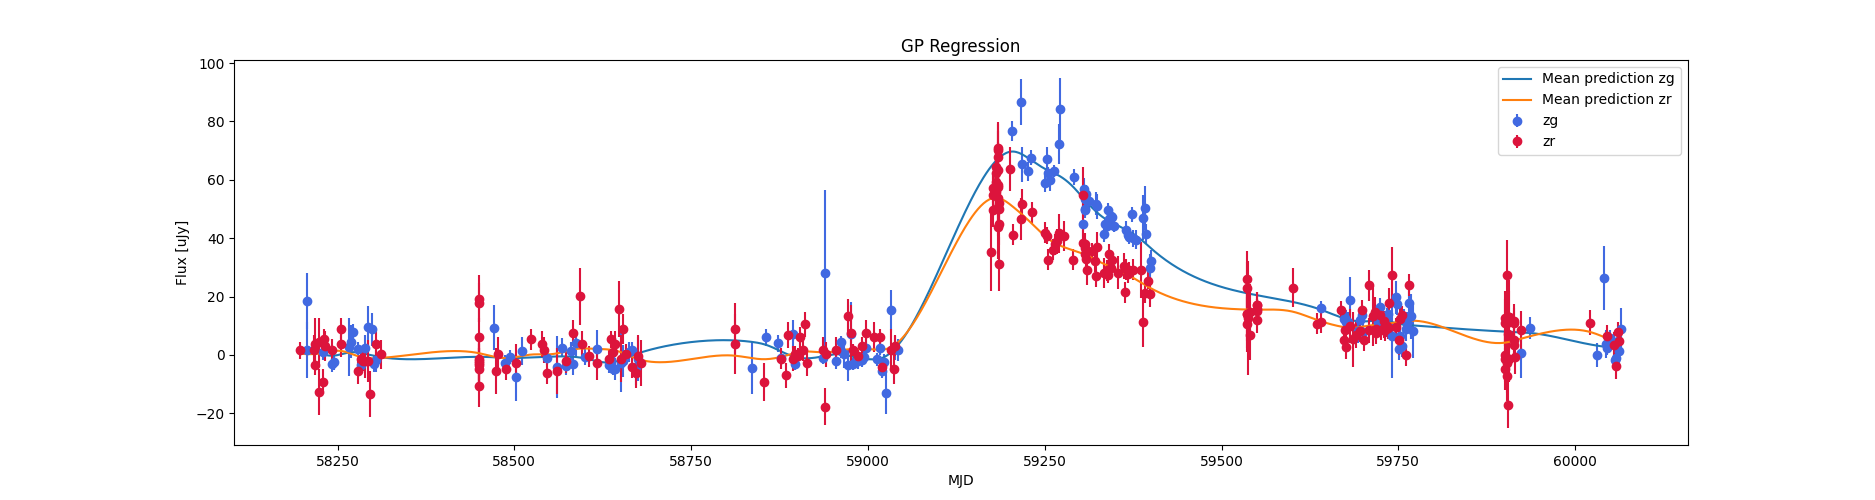 GP Regression
100
80
60
40
20
0
−20
Flux [uJy]
58250 58500 58750 59000 59250 59500 59750 60000
MJD
Mean prediction zg
Mean prediction zr
zg
zr